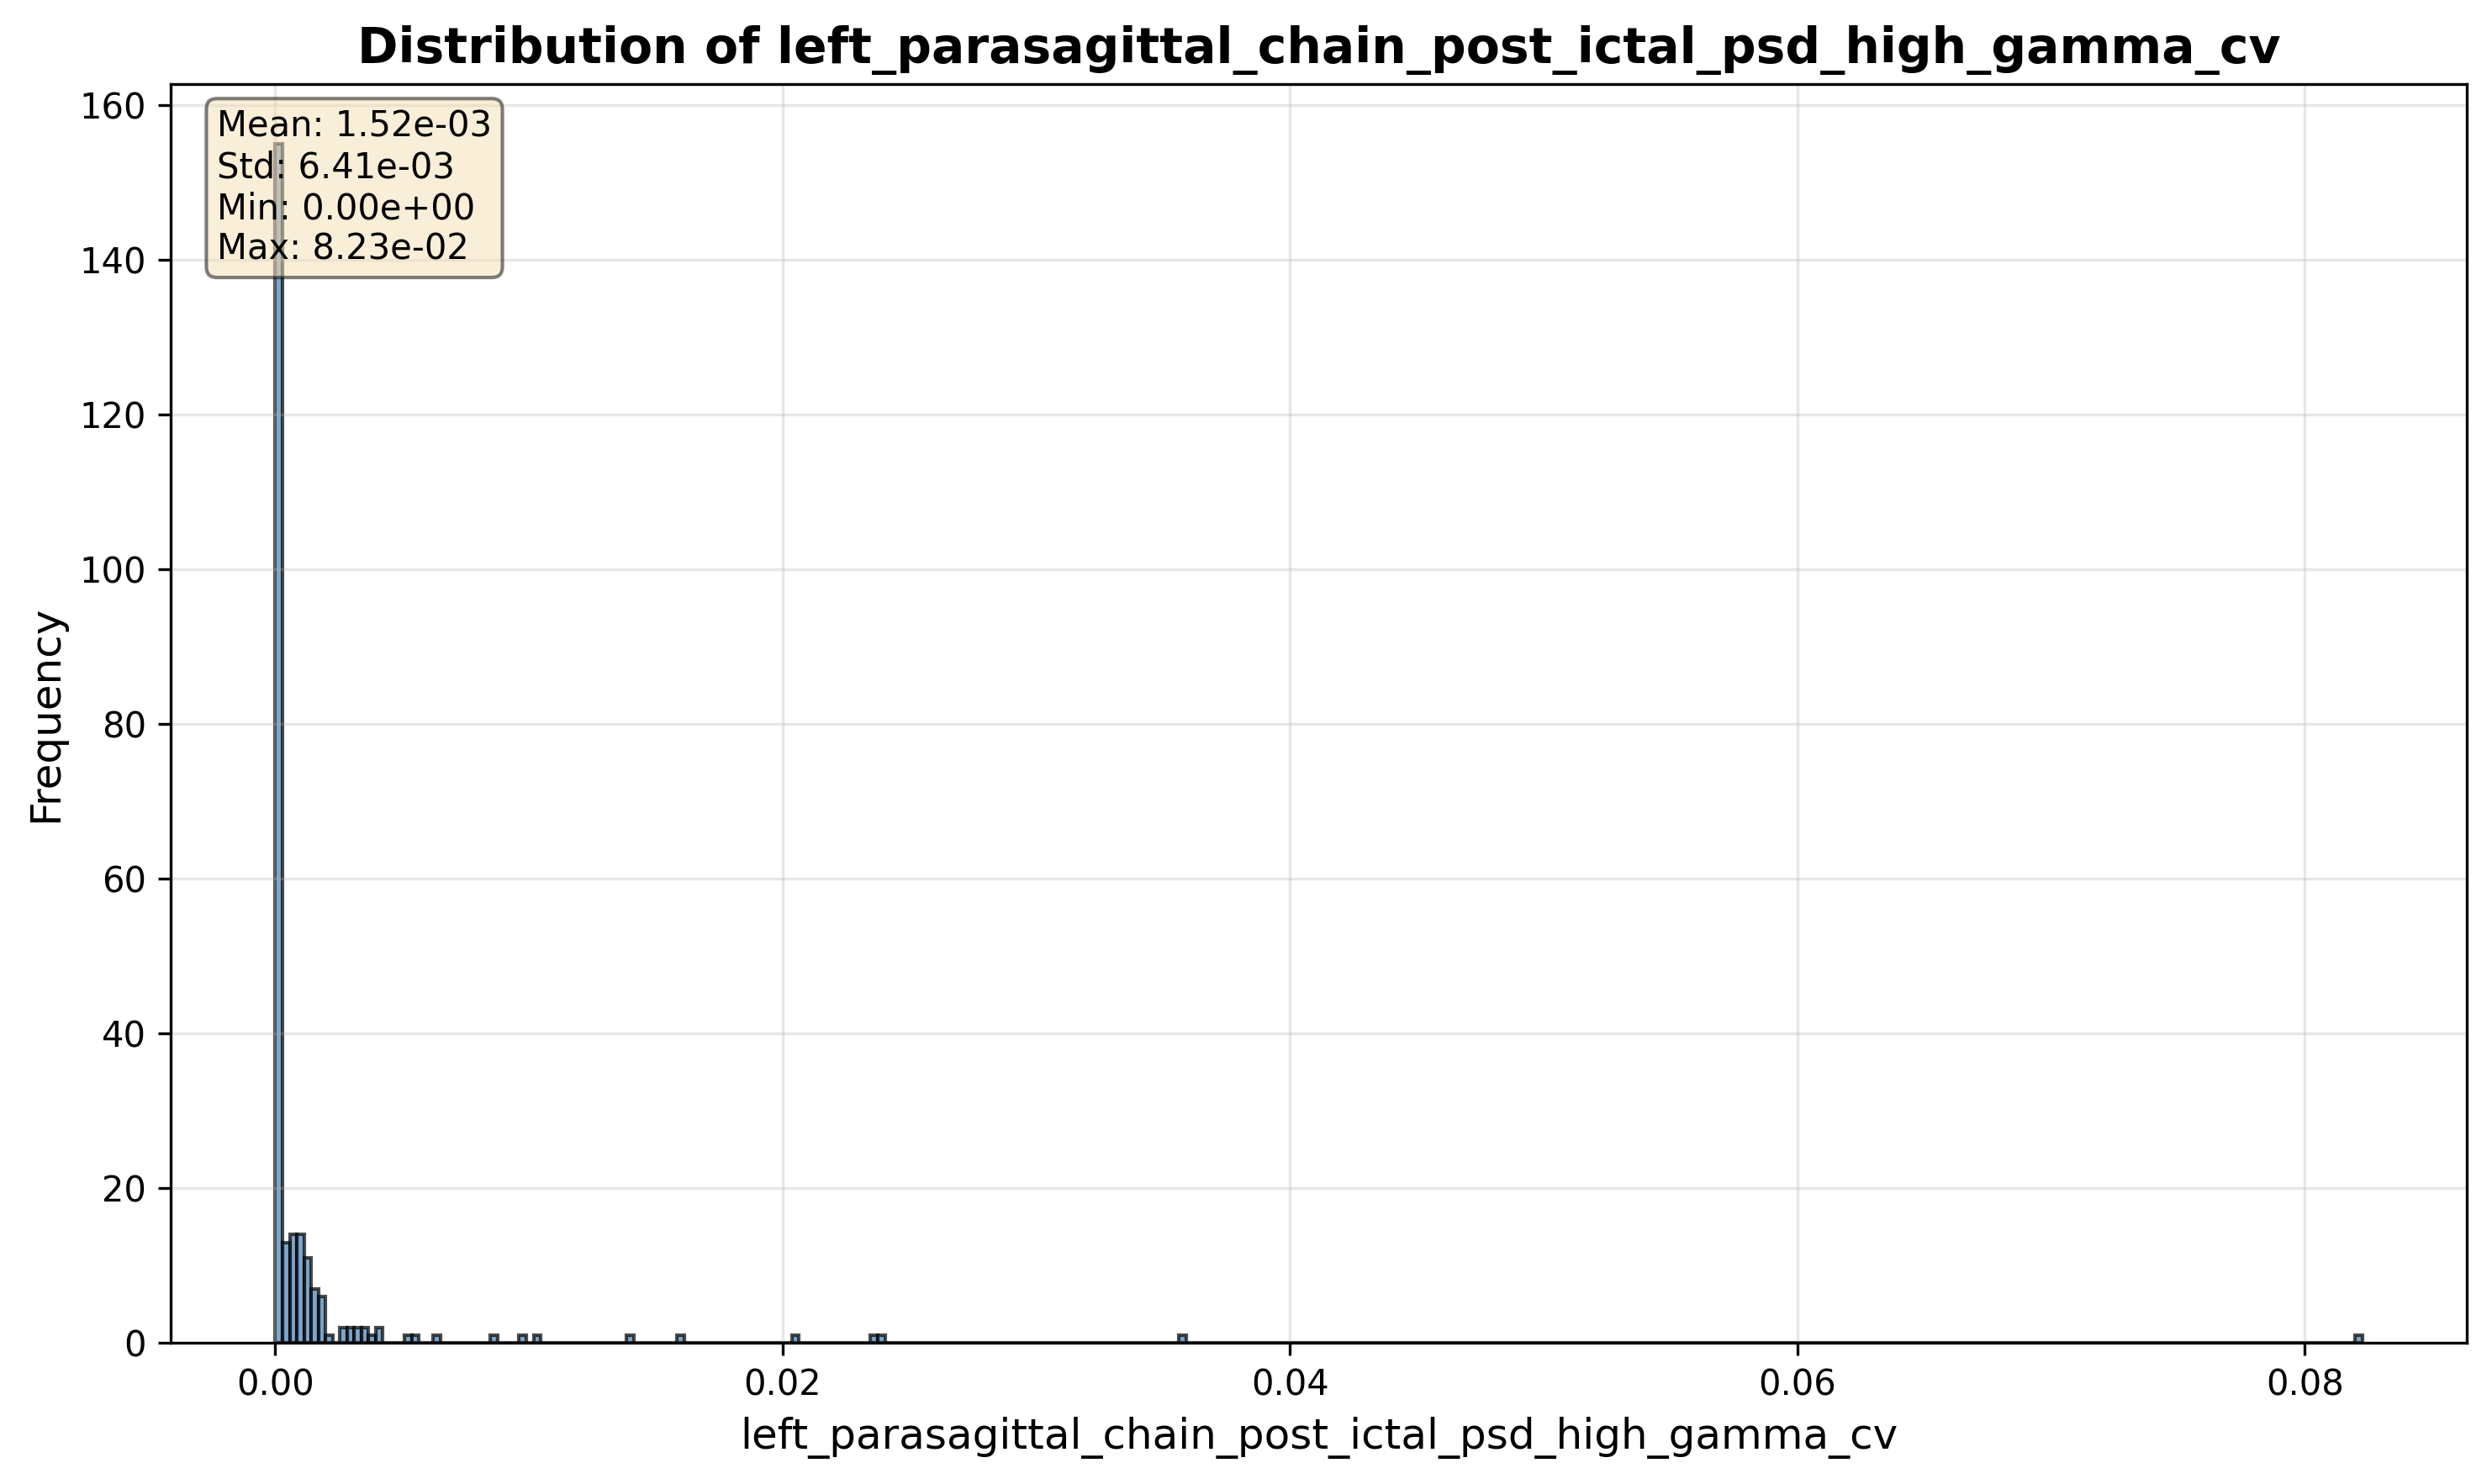 Distribution of left_parasagittal_chain_post_ictal_psd_high_gamma_cv
Mean: 1.52e-03
Std: 6.41e-03
Min: 0.00e+00
Max: 8.23e-02
160
140
120
100
80
60
40
20
0
Frequency
0.00 0.02 0.04 0.06 0.08
left_parasagittal_chain_post_ictal_psd_high_gamma_cv